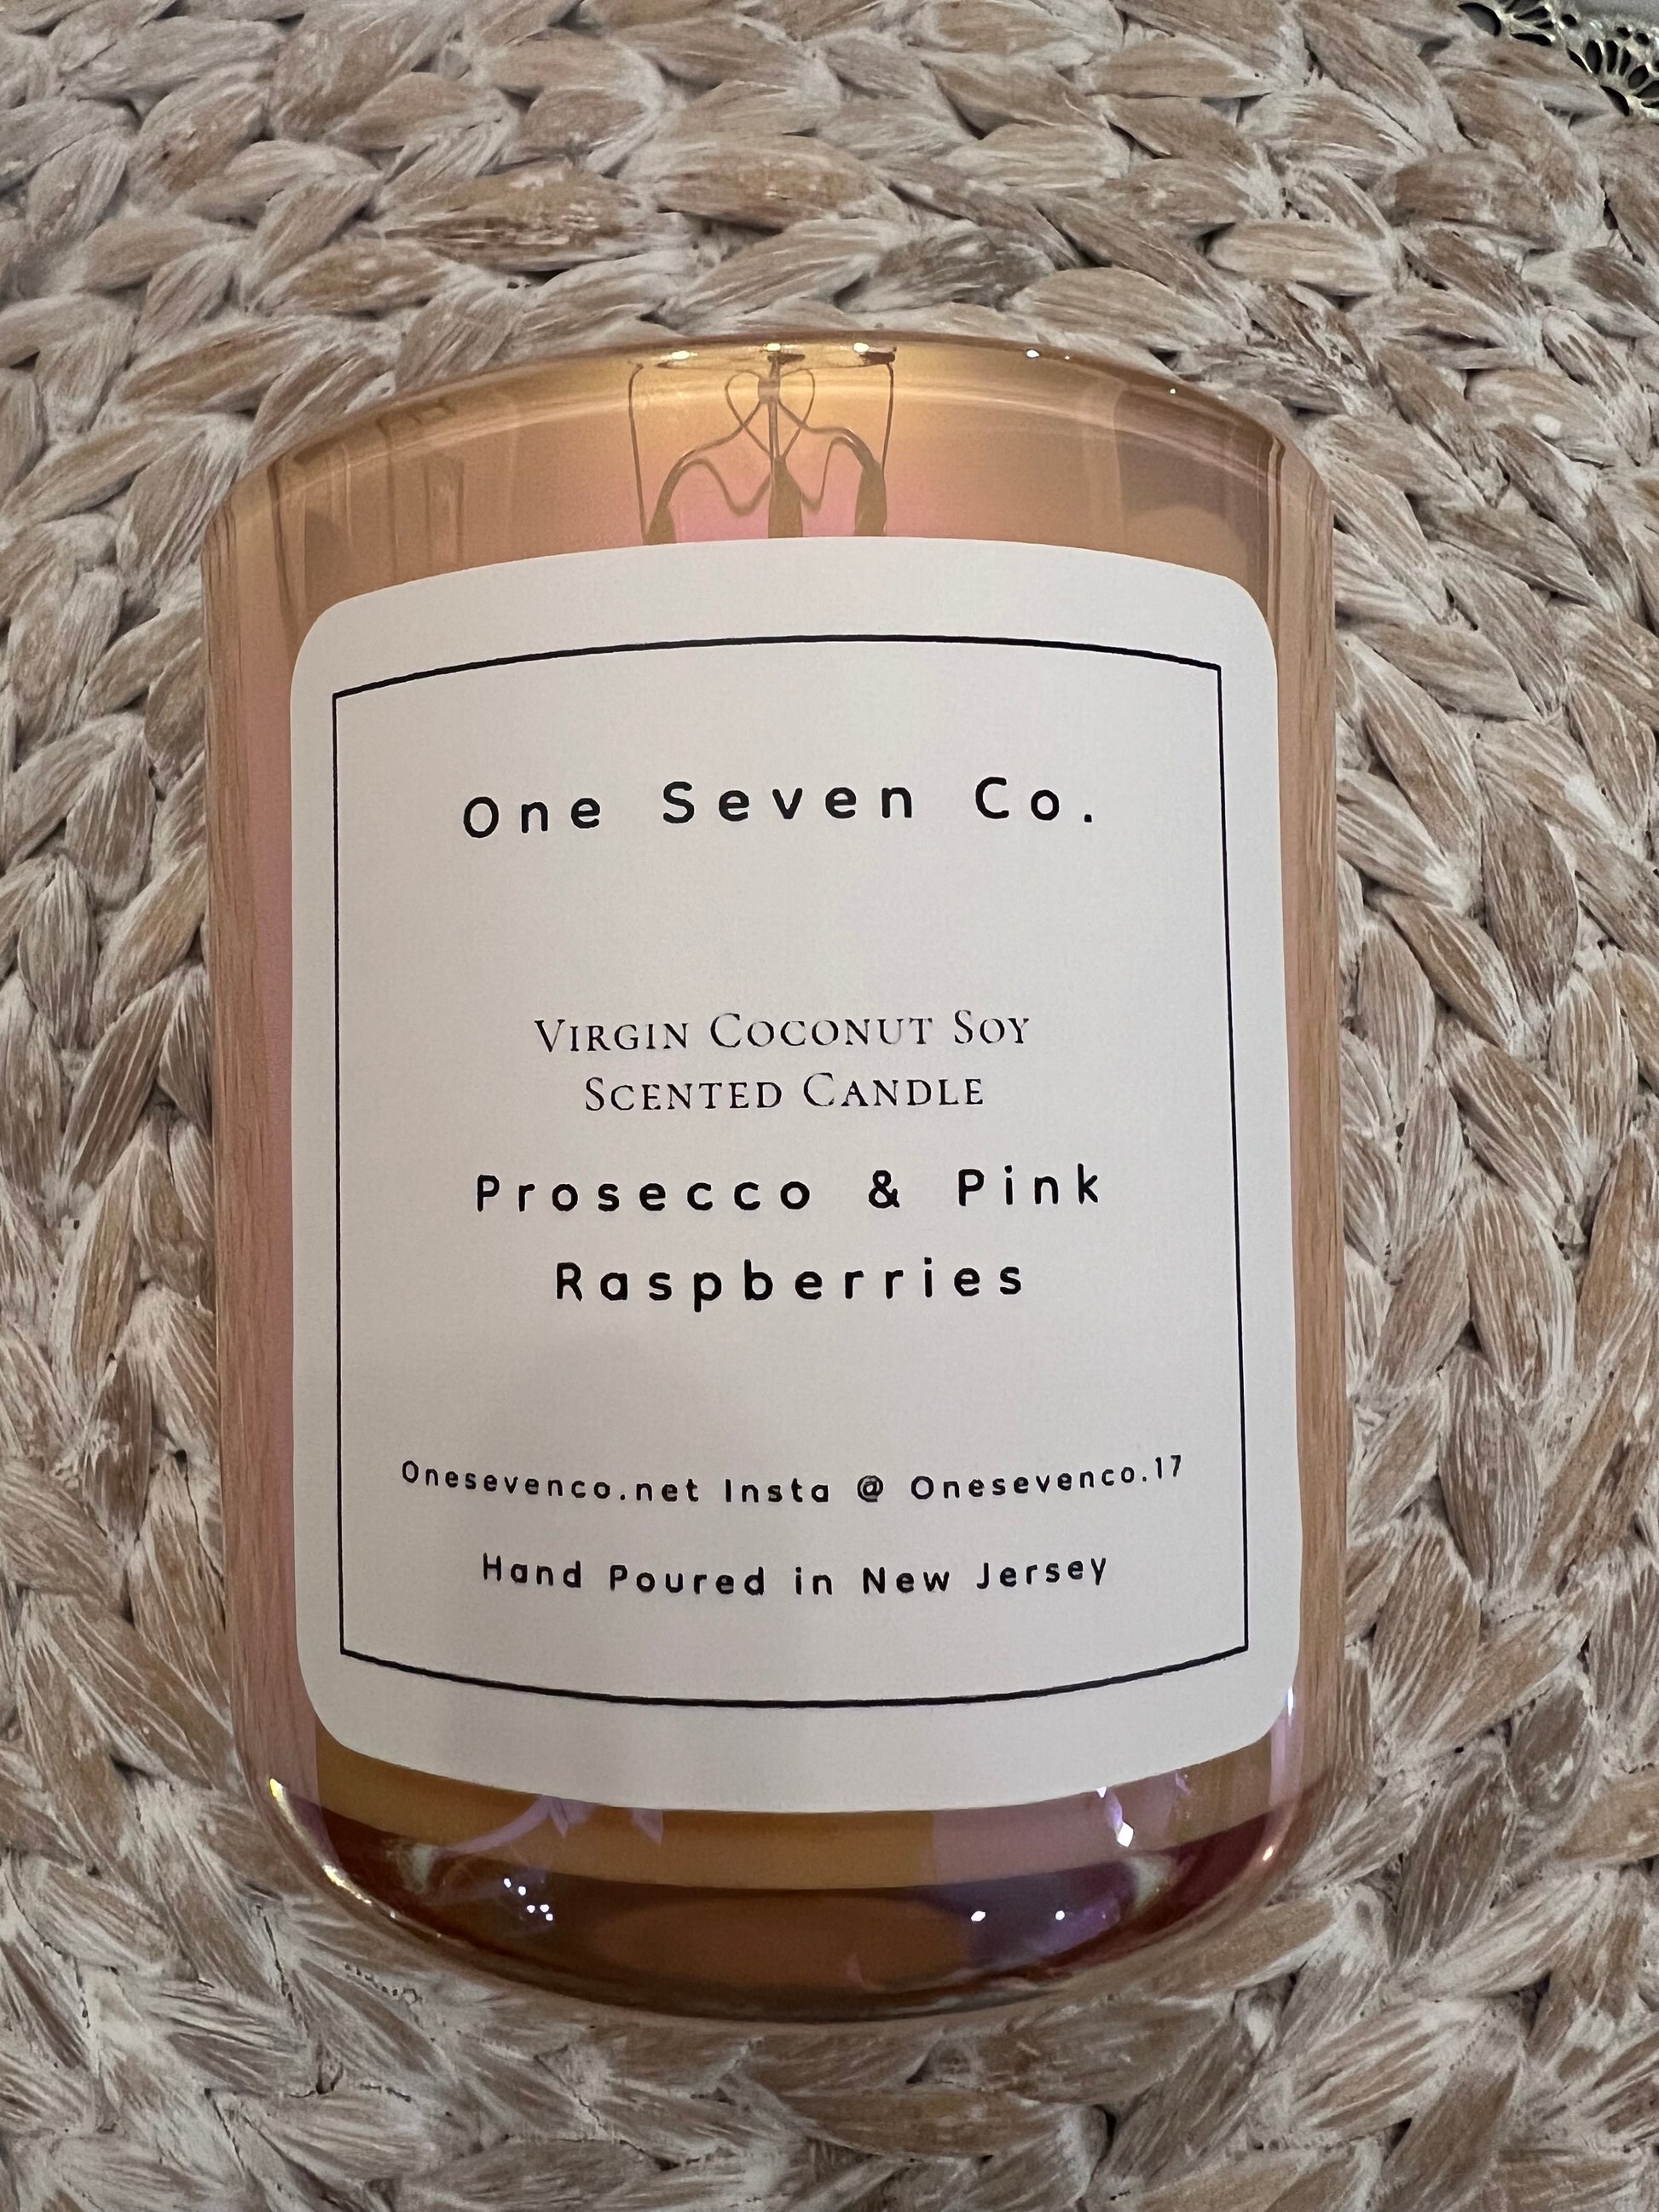 One Seven Co.
Virgin Coconut Soy
Scented Candle
Prosecco & Pink
Raspberries
Onesevenco.net Insta @ Onesevenco.17
Hand Poured in New Jersey